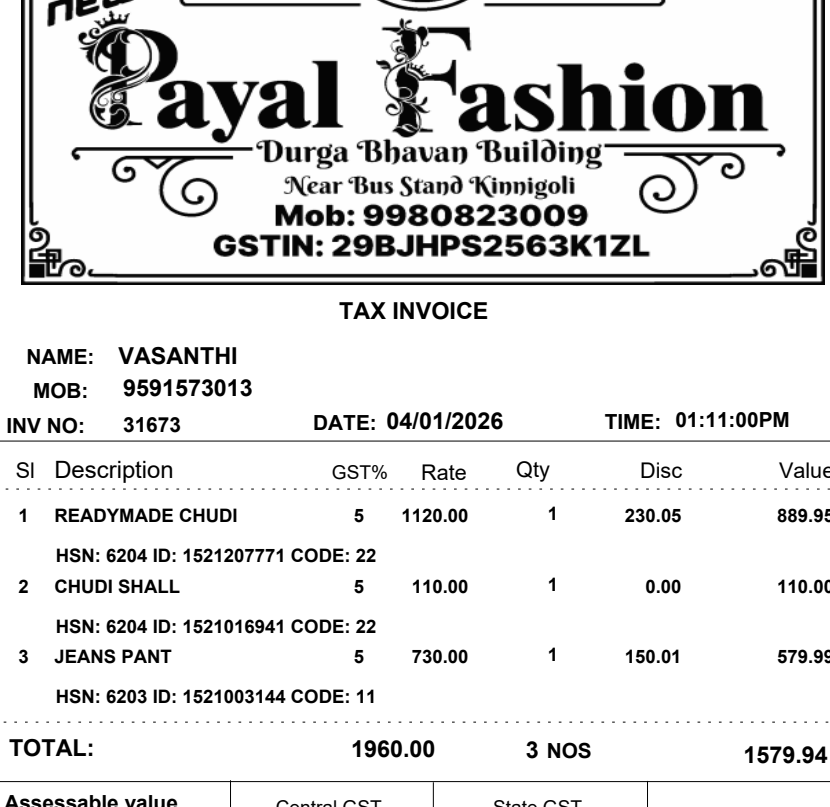 new
Payal Fashion
Durga Bhavan Building
Near Bus Stand Kinnigoli
Mob: 9980823009
GSTIN: 29BJHPS2563K1ZL
TAX INVOICE
NAME: VASANTHI
MOB: 9591573013
INV NO: 31673 DATE: 04/01/2026 TIME: 01:11:00PM
Sl Description GST% Rate Qty Disc Value
1 READYMADE CHUDI 5 1120.00 1 230.05 889.95
HSN: 6204 ID: 1521207771 CODE: 22
2 CHUDI SHALL 5 110.00 1 0.00 110.00
HSN: 6204 ID: 1521016941 CODE: 22
3 JEANS PANT 5 730.00 1 150.01 579.99
HSN: 6203 ID: 1521003144 CODE: 11
TOTAL: 1960.00 3 NOS 1579.94
Assessable value Central GST State GST